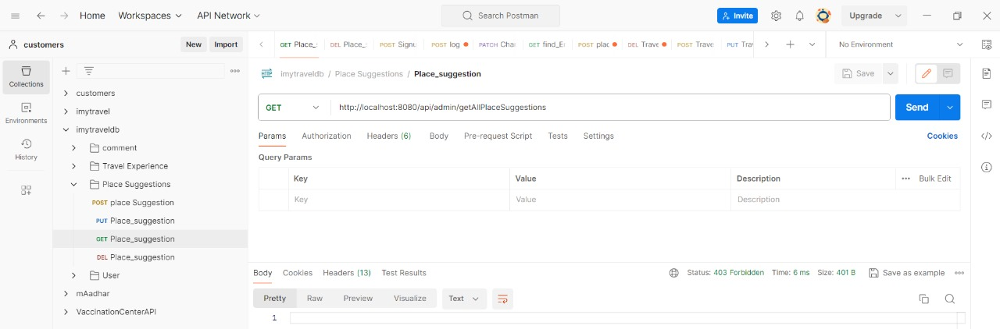 Home Workspaces API Network Search Postman Invite Upgrade
customers New Import GET Place_ DEL Place_ POST Signu POST log PATCH Cha GET find_E POST plac DEL Trave POST Trave PUT Tra No Environment
Collections
Environments
History
customers
imytravel
imytraveldb
comment
Travel Experience
Place Suggestions
POST place Suggestion
PUT Place_suggestion
GET Place_suggestion
DEL Place_suggestion
User
mAadhar
VaccinationCenterAPI
HTTP imytraveldb / Place Suggestions / Place_suggestion Save
GET http://localhost:8080/api/admin/getAllPlaceSuggestions Send
Params Authorization Headers (6) Body Pre-request Script Tests Settings Cookies
Query Params
Key Value Description Bulk Edit
Key Value Description
Body Cookies Headers (13) Test Results Status: 403 Forbidden Time: 6 ms Size: 401 B Save as example
Pretty Raw Preview Visualize Text
1